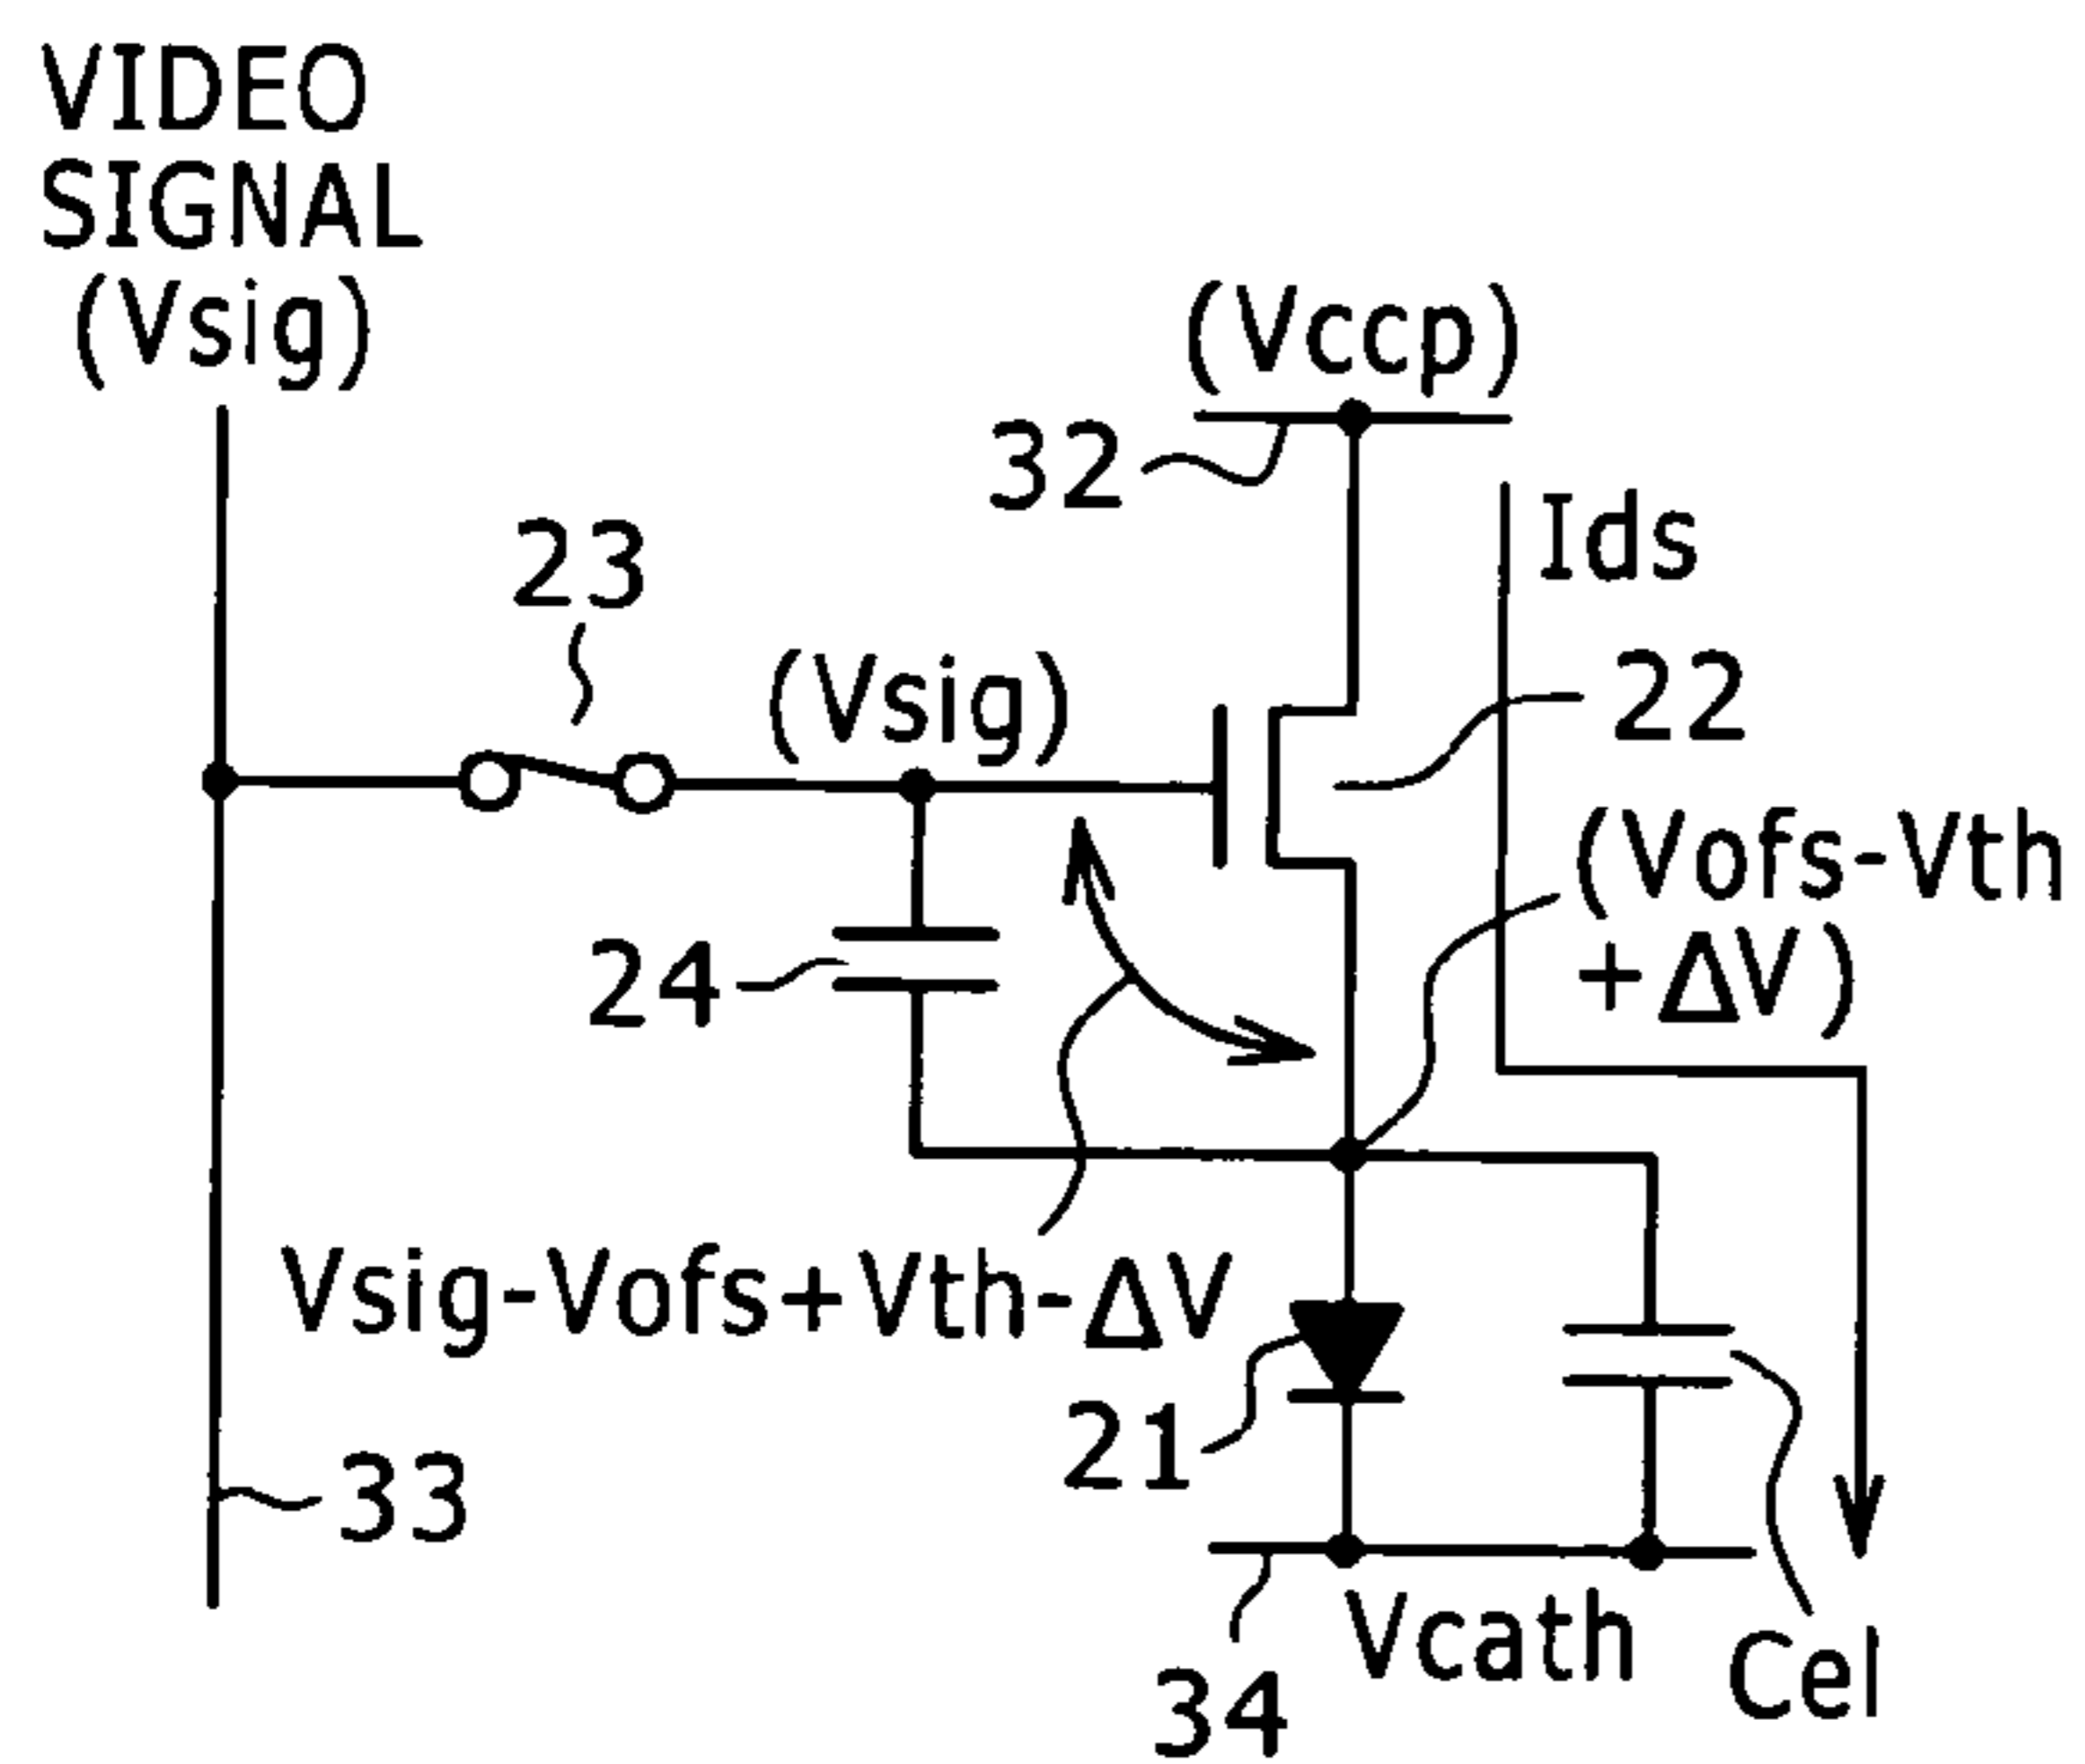 VIDEO
SIGNAL
(Vsig)
(Vccp)
32
Ids
23
(Vsig)
22
(Vofs-Vth
+ΔV)
24
Vsig-Vofs+Vth-ΔV
21
33
Vcath
Cel
34